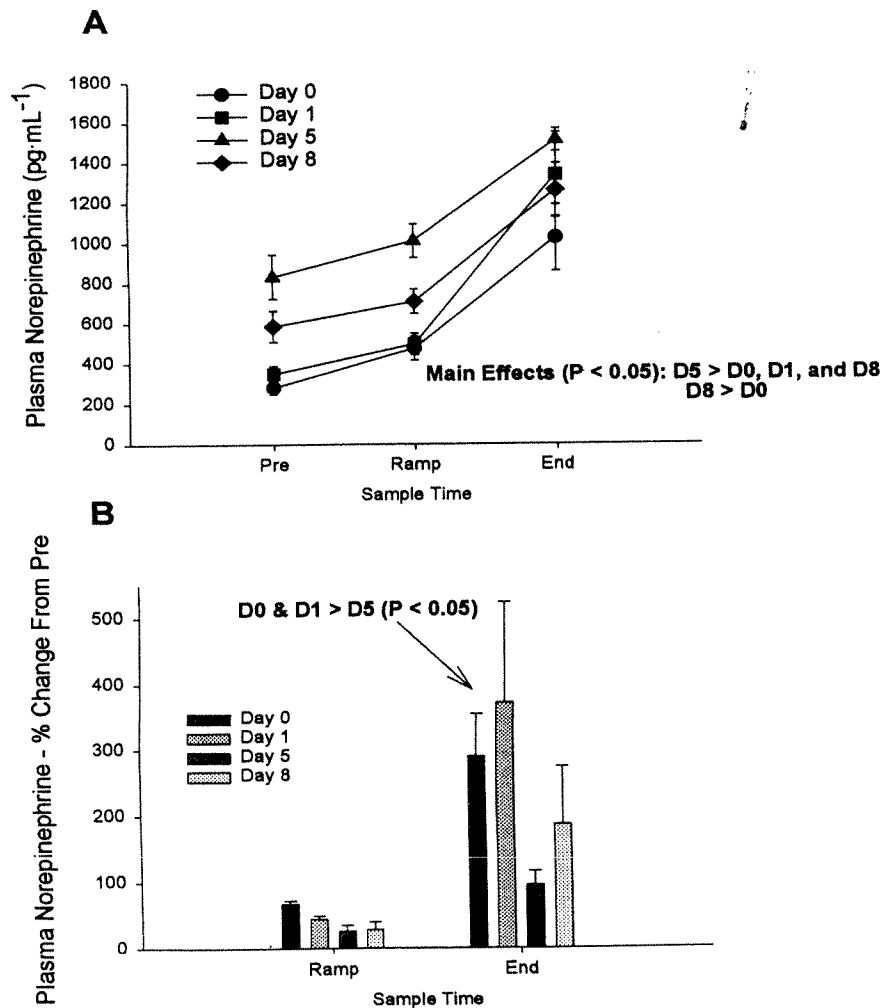 A
Plasma Norepinephrine (pg·mL⁻¹)
1800
1600
1400
1200
1000
800
600
400
200
0
Day 0
Day 1
Day 5
Day 8
Main Effects (P < 0.05): D5 > D0, D1, and D8
D8 > D0
Pre Ramp End
Sample Time
B
Plasma Norepinephrine - % Change From Pre
500
400
300
200
100
0
D0 & D1 > D5 (P < 0.05)
Day 0
Day 1
Day 5
Day 8
Ramp End
Sample Time